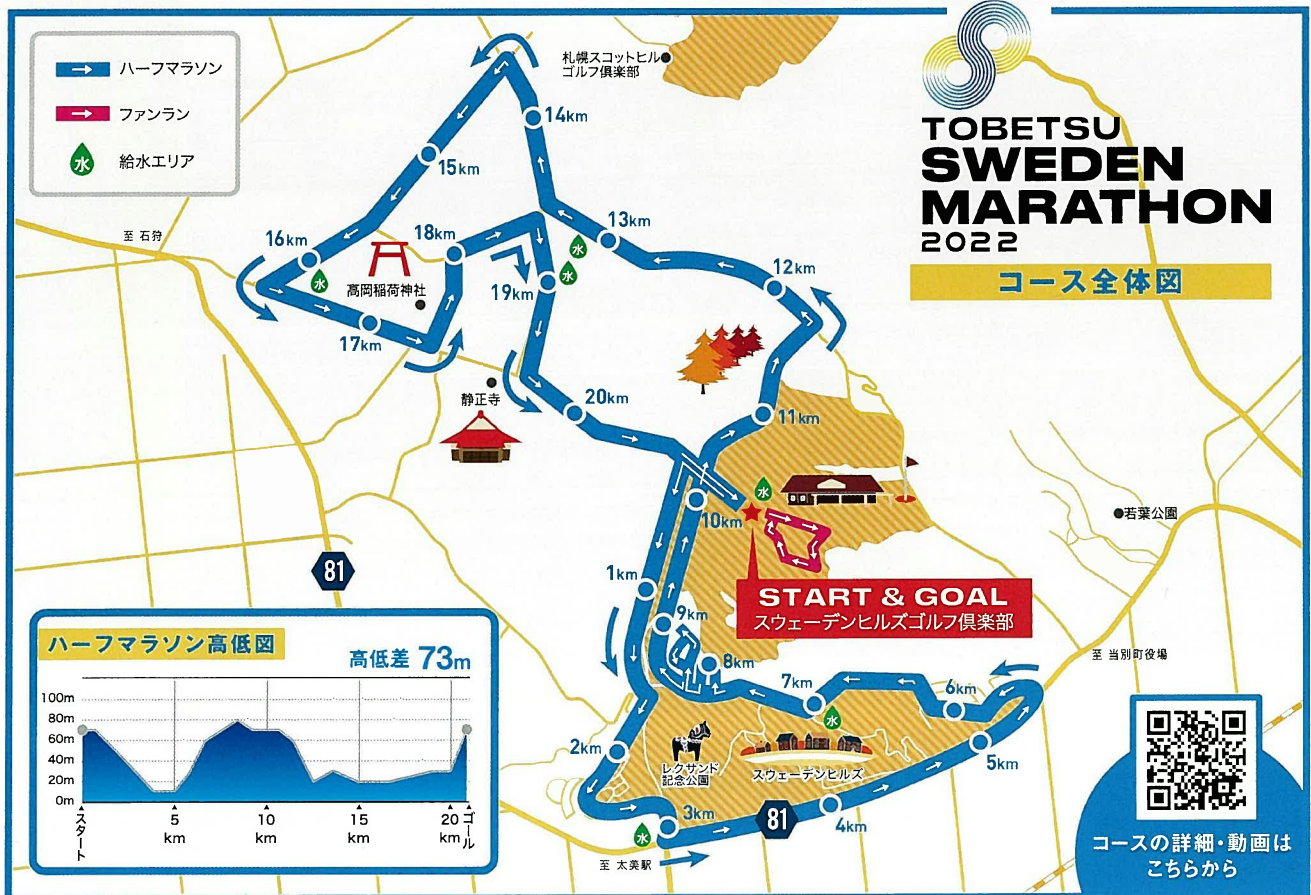 TOBETSU
SWEDEN
MARATHON
2022
コース全体図
ハーフマラソン
ファンラン
水 給水エリア
札幌スコットヒル
ゴルフ倶楽部
14km
15km
至 石狩
16km
水
18km
13km
水
水
12km
髙岡稲荷神社
19km
17km
静正寺
20km
11km
水
10km
若葉公園
81
1km
START & GOAL
スウェーデンヒルズゴルフ倶楽部
9km
8km
至 当別町役場
7km
6km
水
2km
レクサンド
記念公園
スウェーデンヒルズ
5km
3km
水
81
4km
至 太美駅
ハーフマラソン高低図
高低差 73m
100m
80m
60m
40m
20m
0m
スタート
5
km
10
km
15
km
20
km
ゴール
コースの詳細・動画は
こちらから